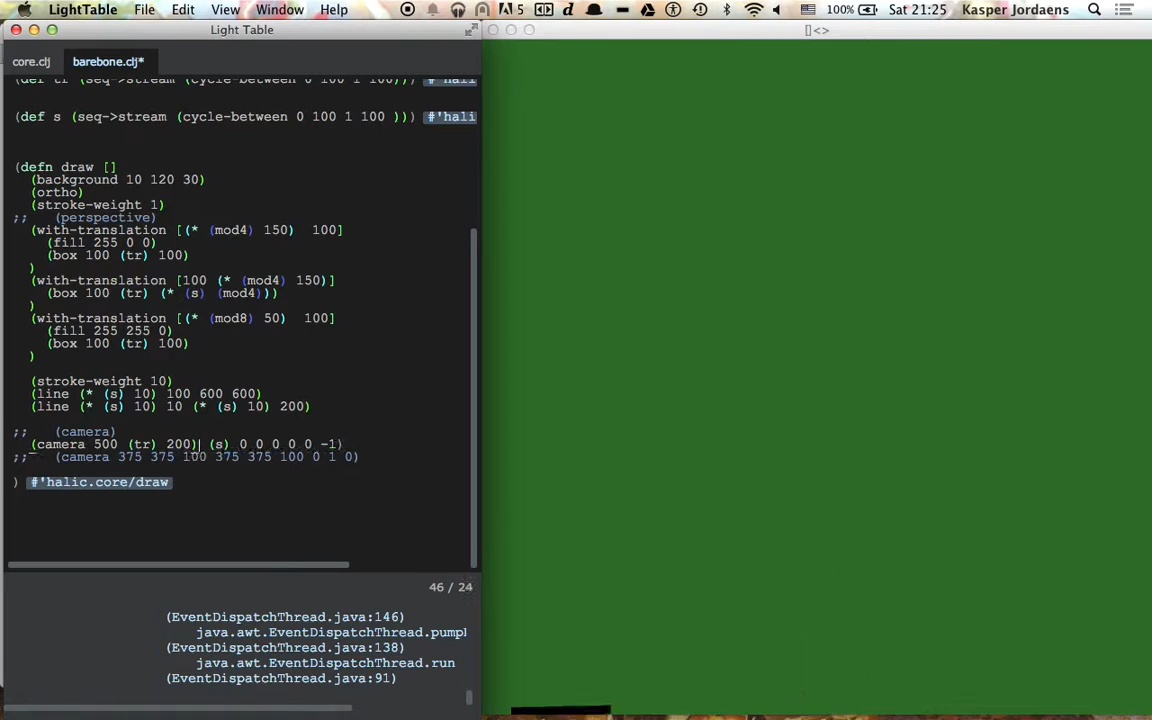 LightTable File Edit View Window Help 5 100% Sat 21:25 Kasper Jordaens
Light Table
[]<>
core.clj barebone.clj*
(def tr (seq->stream (cycle-between 0 100 1 100))) #'hali
(def s (seq->stream (cycle-between 0 100 1 100 ))) #'hali
(defn draw []
(background 10 120 30)
(ortho)
(stroke-weight 1)
;; (perspective)
(with-translation [(* (mod4) 150) 100]
(fill 255 0 0)
(box 100 (tr) 100)
)
(with-translation [100 (* (mod4) 150)]
(box 100 (tr) (* (s) (mod4)))
)
(with-translation [(* (mod8) 50) 100]
(fill 255 255 0)
(box 100 (tr) 100)
)
(stroke-weight 10)
(line (* (s) 10) 100 600 600)
(line (* (s) 10) 10 (* (s) 10) 200)
;; (camera)
(camera 500 (tr) 200) (s) 0 0 0 0 0 -1)
;; (camera 375 375 100 375 375 100 0 1 0)
) #'halic.core/draw
46 / 24
(EventDispatchThread.java:146)
java.awt.EventDispatchThread.pump
(EventDispatchThread.java:138)
java.awt.EventDispatchThread.run
(EventDispatchThread.java:91)